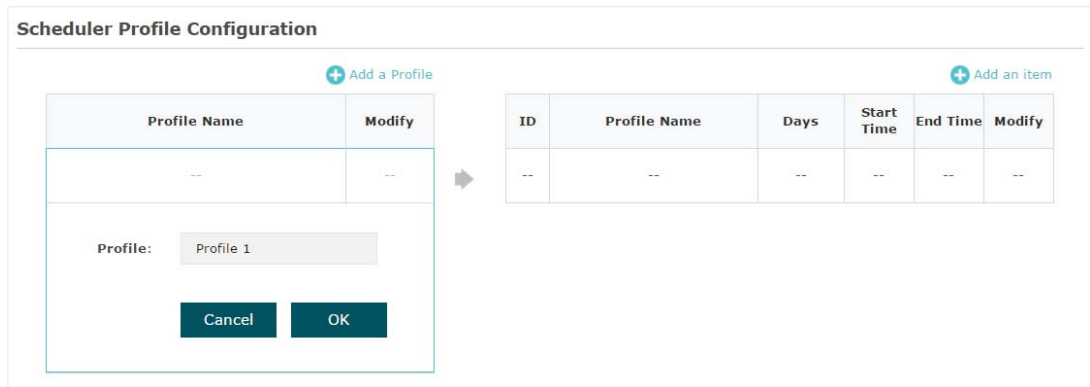 Scheduler Profile Configuration
Add a Profile
Add an item
Profile Name Modify
ID Profile Name Days Start Time End Time Modify
-- --
-- -- -- -- -- --
Profile: Profile 1
Cancel OK